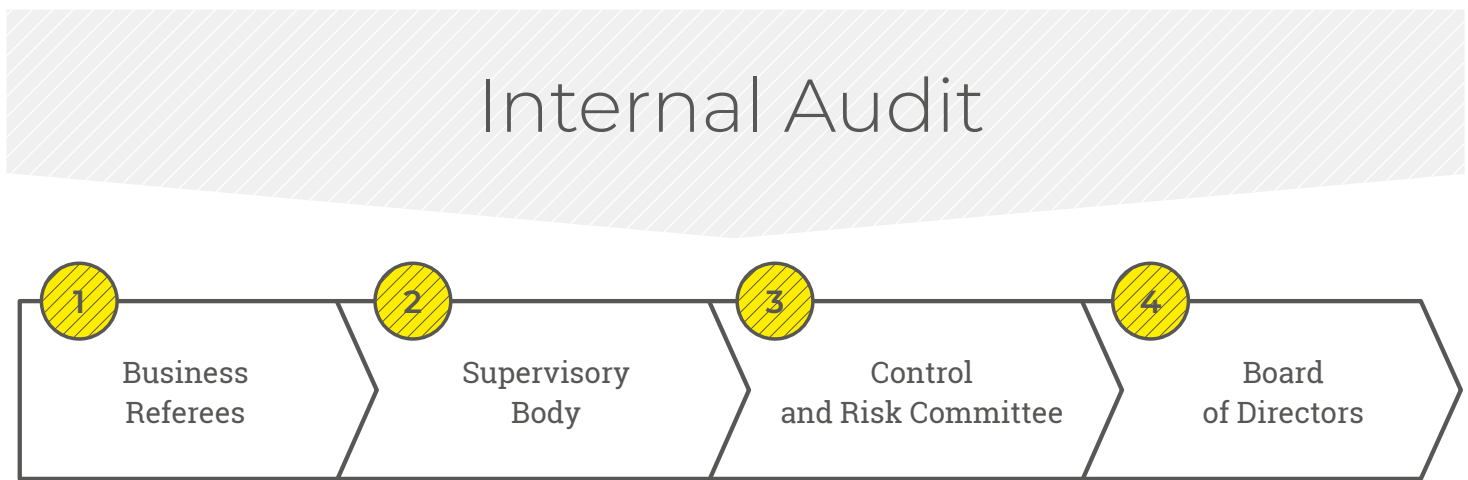 Internal Audit
1
2
3
4
Business
Referees
Supervisory
Body
Control
and Risk Committee
Board
of Directors